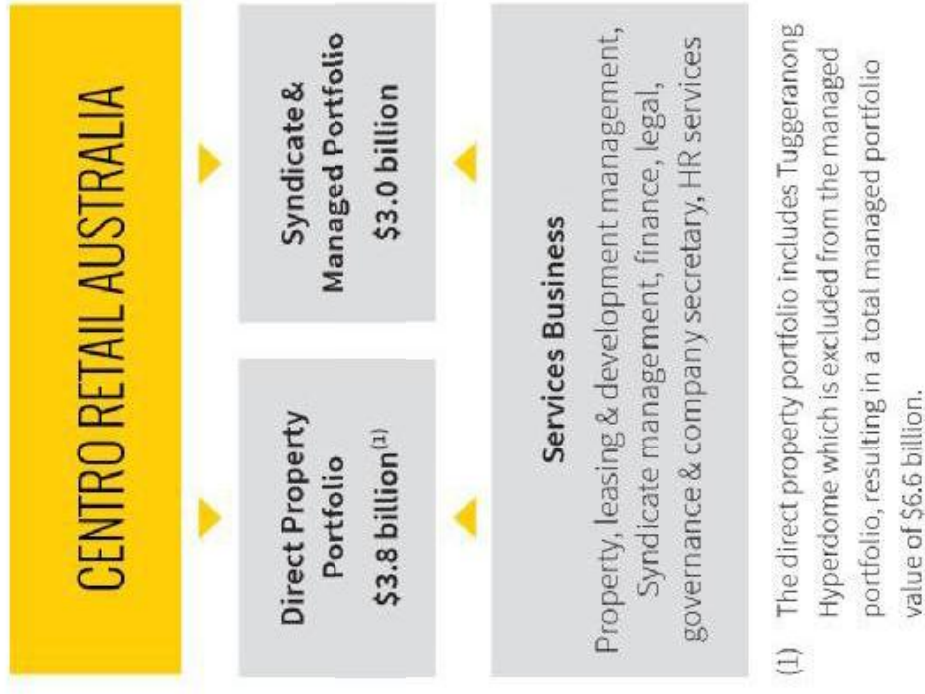 CENTRO RETAIL AUSTRALIA
Direct Property
Portfolio
$3.8 billion(1)
Syndicate &
Managed Portfolio
$3.0 billion
Services Business
Property, leasing & development management,
Syndicate management, finance, legal,
governance & company secretary, HR services
(1) The direct property portfolio includes Tuggeranong
Hyperdome which is excluded from the managed
portfolio, resulting in a total managed portfolio
value of $6.6 billion.